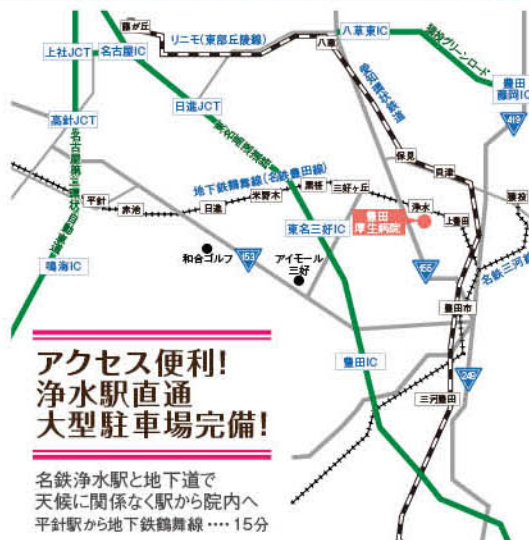 藤が丘
リニモ(東部丘陵線)
八草
八草東IC
猿投グリーンロード
上社JCT
名古屋IC
日進JCT
愛知環状鉄道
豊田
藤岡IC
419
高針JCT
名古屋第二環状自動車道
東名高速道路
地下鉄鶴舞線(名鉄豊田線)
保見
貝津
平針
赤池
日進
米野木
黒笹
三好ヶ丘
浄水
上豊田
猿投
豊田
厚生病院
東名三好IC
和合ゴルフ
153
アイモール
三好
155
名鉄三河線
鳴海IC
豊田市
豊田IC
248
三河豊田
アクセス便利!
浄水駅直通
大型駐車場完備!
名鉄浄水駅と地下道で
天候に関係なく駅から院内へ
平針駅から地下鉄鶴舞線‥‥15分